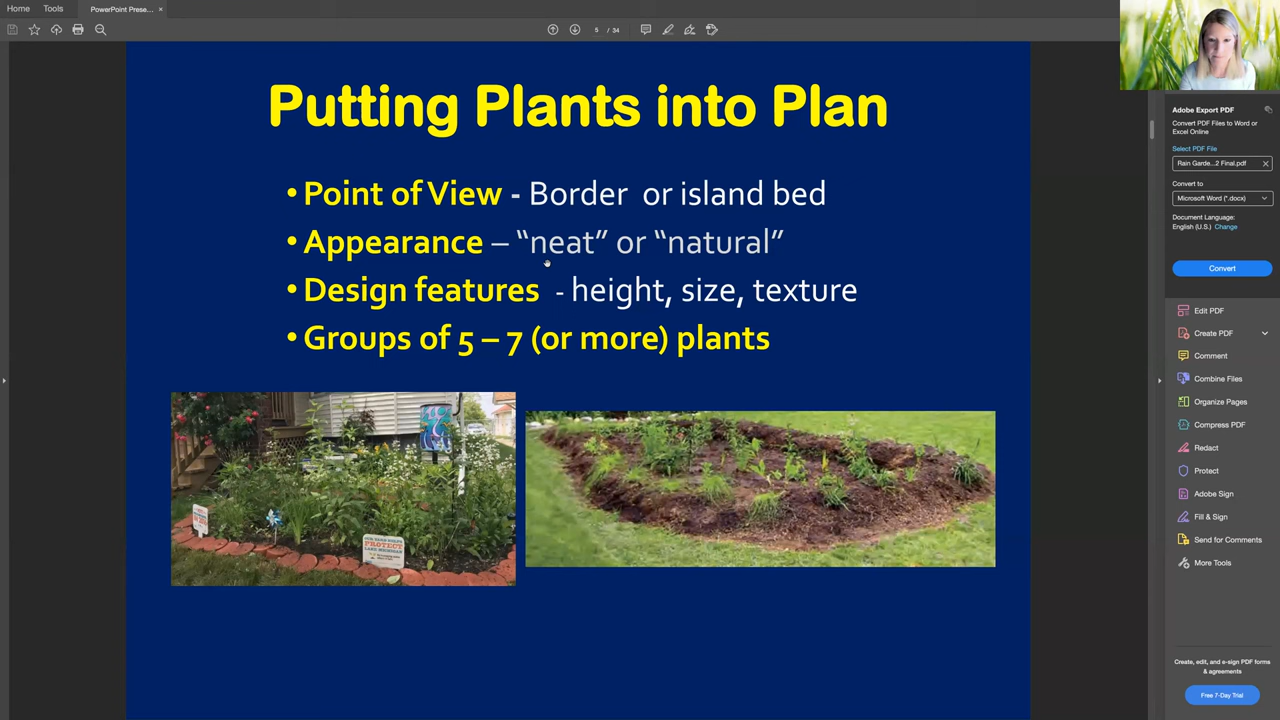 Home
Tools
PowerPoint Prese...
×
5 / 34
Putting Plants into Plan
• Point of View - Border or island bed
• Appearance – “neat” or “natural”
• Design features - height, size, texture
• Groups of 5 – 7 (or more) plants
PROTECT
LAKE MICHIGAN
Adobe Export PDF
Convert PDF Files to Word or
Excel Online
Select PDF File
Rain Garde...2 Final.pdf
Convert to
Microsoft Word (*.docx)
Document Language:
English (U.S.) Change
Convert
Edit PDF
Create PDF
Comment
Combine Files
Organize Pages
Compress PDF
Redact
Protect
Adobe Sign
Fill & Sign
Send for Comments
More Tools
Create, edit, and e-sign PDF forms
& agreements
Free 7-Day Trial